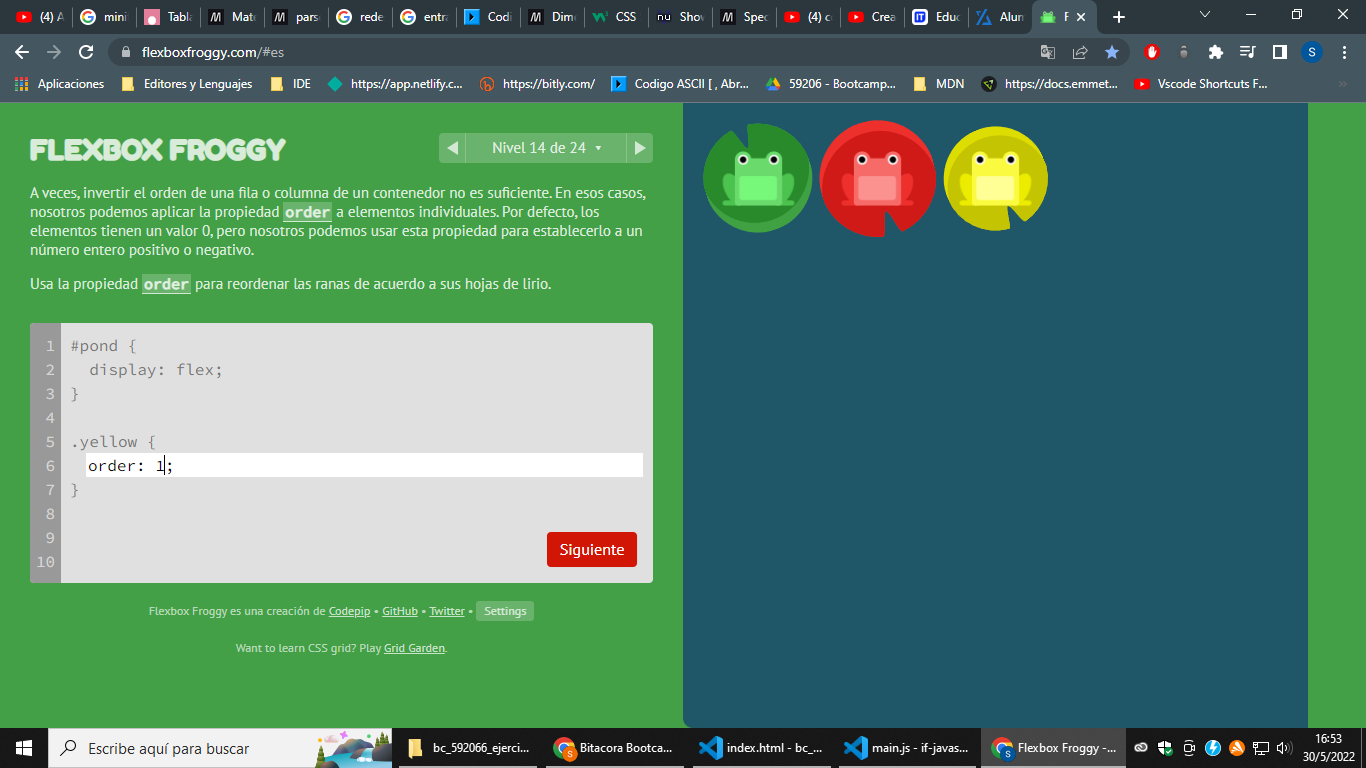 (4) A
mini
Tabla
Mate
pars
rede
entra
Codi
Dime
CSS
Show
Spec
(4) c
Crea
Educ
Alun
F
flexboxfroggy.com/#es
S
Aplicaciones
Editores y Lenguajes
IDE
https://app.netlify.c...
https://bitly.com/
Codigo ASCII [ , Abr...
59206 - Bootcamp...
MDN
https://docs.emmet...
Vscode Shortcuts F...
FLEXBOX FROGGY
Nivel 14 de 24
A veces, invertir el orden de una fila o columna de un contenedor no es suficiente. En esos casos,
nosotros podemos aplicar la propiedad order a elementos individuales. Por defecto, los
elementos tienen un valor 0, pero nosotros podemos usar esta propiedad para establecerlo a un
número entero positivo o negativo.
Usa la propiedad order para reordenar las ranas de acuerdo a sus hojas de lirio.
1 #pond {
2 display: flex;
3 }
4
5 .yellow {
6 order: 1;
7 }
8
9
10
Siguiente
Flexbox Froggy es una creación de Codepip • GitHub • Twitter • Settings
Want to learn CSS grid? Play Grid Garden.
Escribe aquí para buscar
bc_592066_ejerci...
Bitacora Bootca...
index.html - bc_...
main.js - if-javas...
Flexbox Froggy -...
16:53
30/5/2022